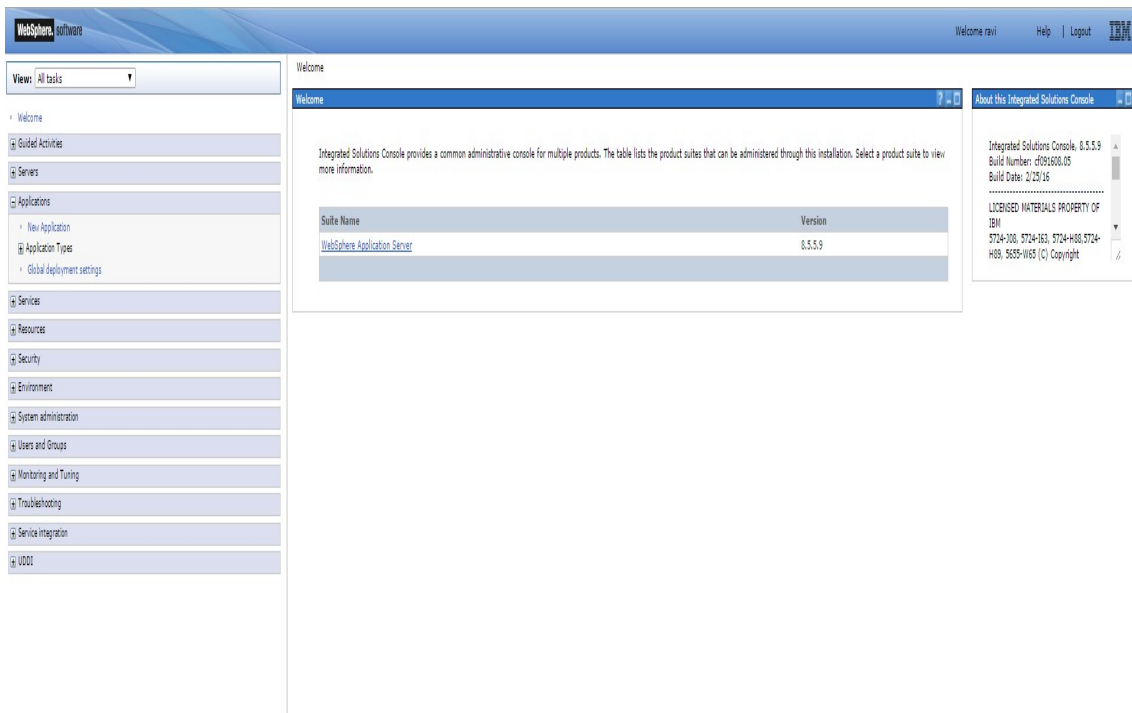 WebSphere. software
Welcome ravi Help | Logout IBM
View: All tasks
Welcome
Guided Activities
Servers
Applications
New Application
Application Types
Global deployment settings
Services
Resources
Security
Environment
System administration
Users and Groups
Monitoring and Tuning
Troubleshooting
Service integration
UDDI
Welcome
Welcome
Integrated Solutions Console provides a common administrative console for multiple products. The table lists the product suites that can be administered through this installation. Select a product suite to view
more information.
Suite Name Version
WebSphere Application Server 8.5.5.9
About this Integrated Solutions Console
Integrated Solutions Console, 8.5.5.9
Build Number: cf091608.05
Build Date: 2/25/16
----------------------------------
LICENSED MATERIALS PROPERTY OF
IBM
5724-J08, 5724-I63, 5724-H88,5724-
H89, 5655-W65 (C) Copyright